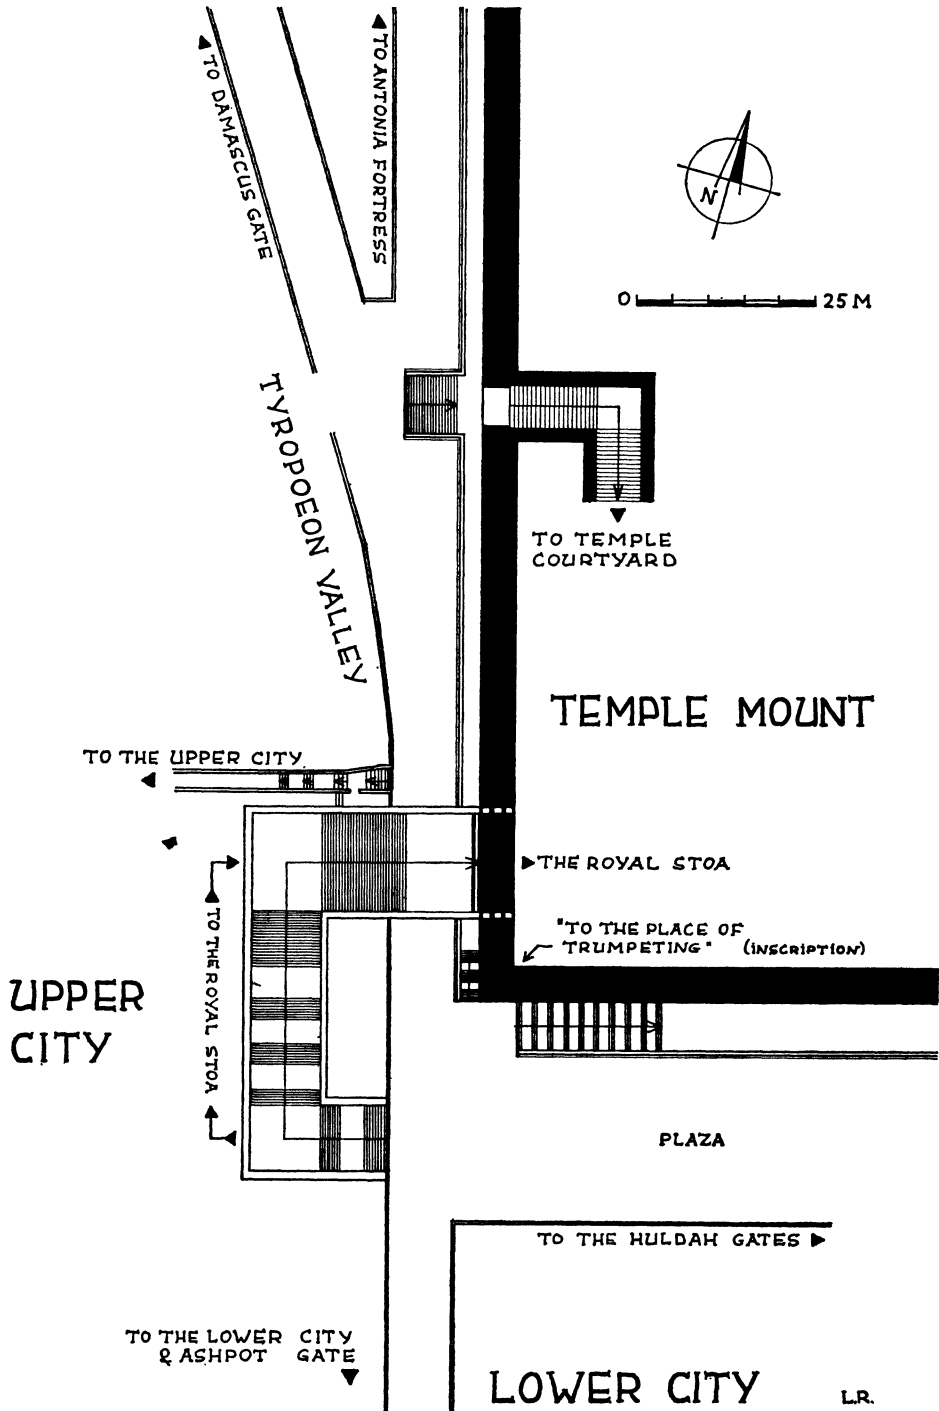 TO DAMASCUS GATE
TO ANTONIA FORTRESS
N
0 25 M
TYROPOEON VALLEY
TO TEMPLE
COURTYARD
TEMPLE MOUNT
TO THE UPPER CITY
THE ROYAL STOA
TO THE ROYAL STOA
"TO THE PLACE OF
TRUMPETING" (INSCRIPTION)
UPPER
CITY
PLAZA
TO THE HULDAH GATES
TO THE LOWER CITY
& ASHPOT GATE
LOWER CITY
L.R.